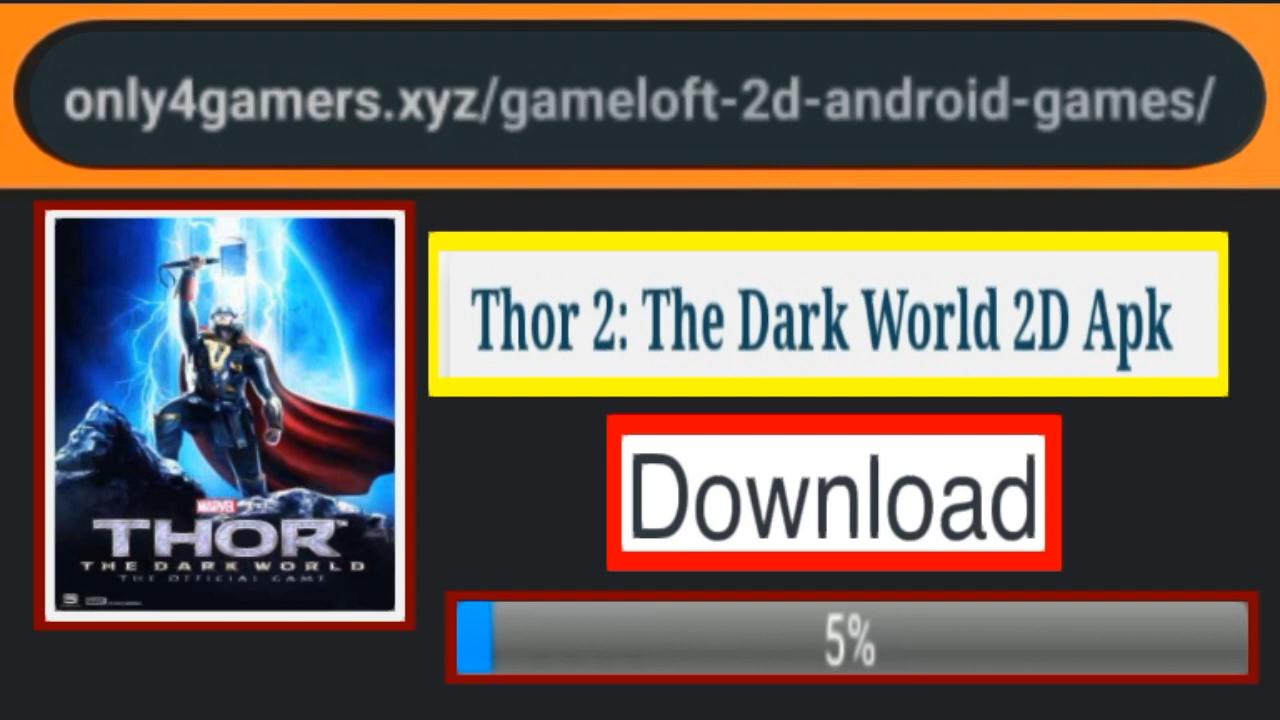 only4gamers.xyz/gameloft-2d-android-games/
Thor 2: The Dark World 2D Apk
Download
MARVEL
THOR
THE DARK WORLD
THE OFFICIAL GAME
5%